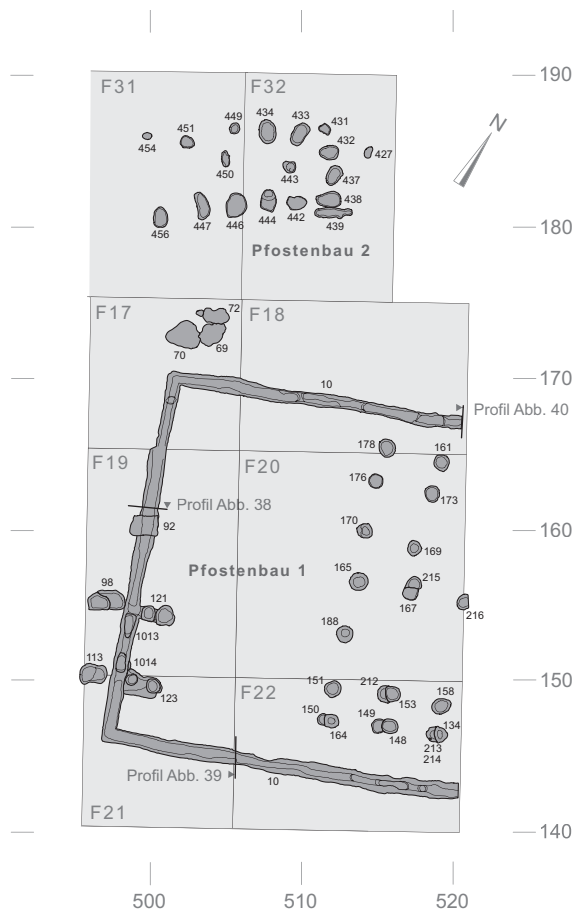 190
F31 F32
449 434 433 431
454 451 432 427
450 443
437
456 447 446 444 442 438
439
180
N
Pfostenbau 2
F17 72 F18
70 69
170
10
Profil Abb. 40
178 161
F19 F20
176 173
Profil Abb. 38
92
170
160
169
Pfostenbau 1
165 215
98 121 167 216
1013 188
113 1014
150
123 151 212 158
F22 153
150 164 149 148 134
213
214
Profil Abb. 39
10
F21
140
500 510 520